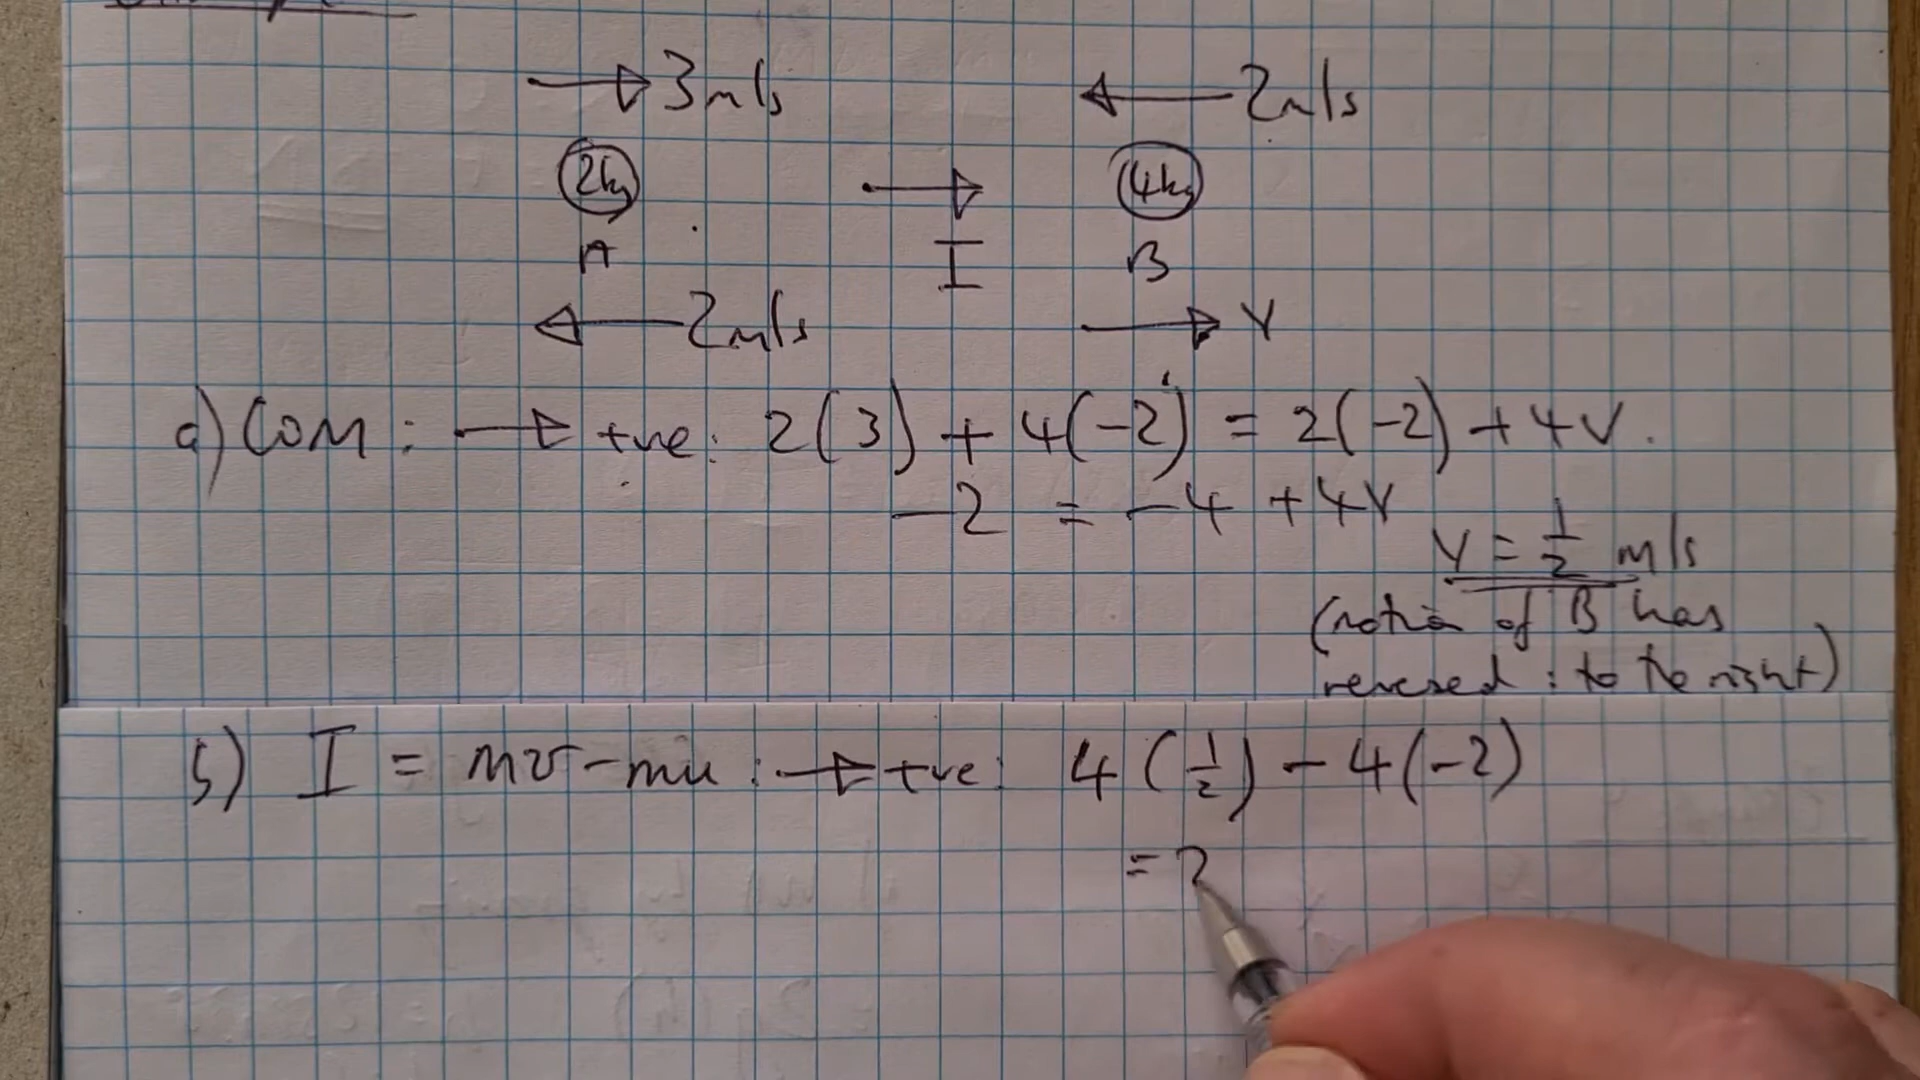 3m/s 2m/s
2kg 4kg
A I B
2m/s V
a) COM: → +ve: 2(3) + 4(-2) = 2(-2) + 4V.
-2 = -4 + 4V
V = 1/2 m/s
(motion of B has
reversed : to the right)
b) I = mv - mu : → +ve: 4(1/2) - 4(-2)
= 2